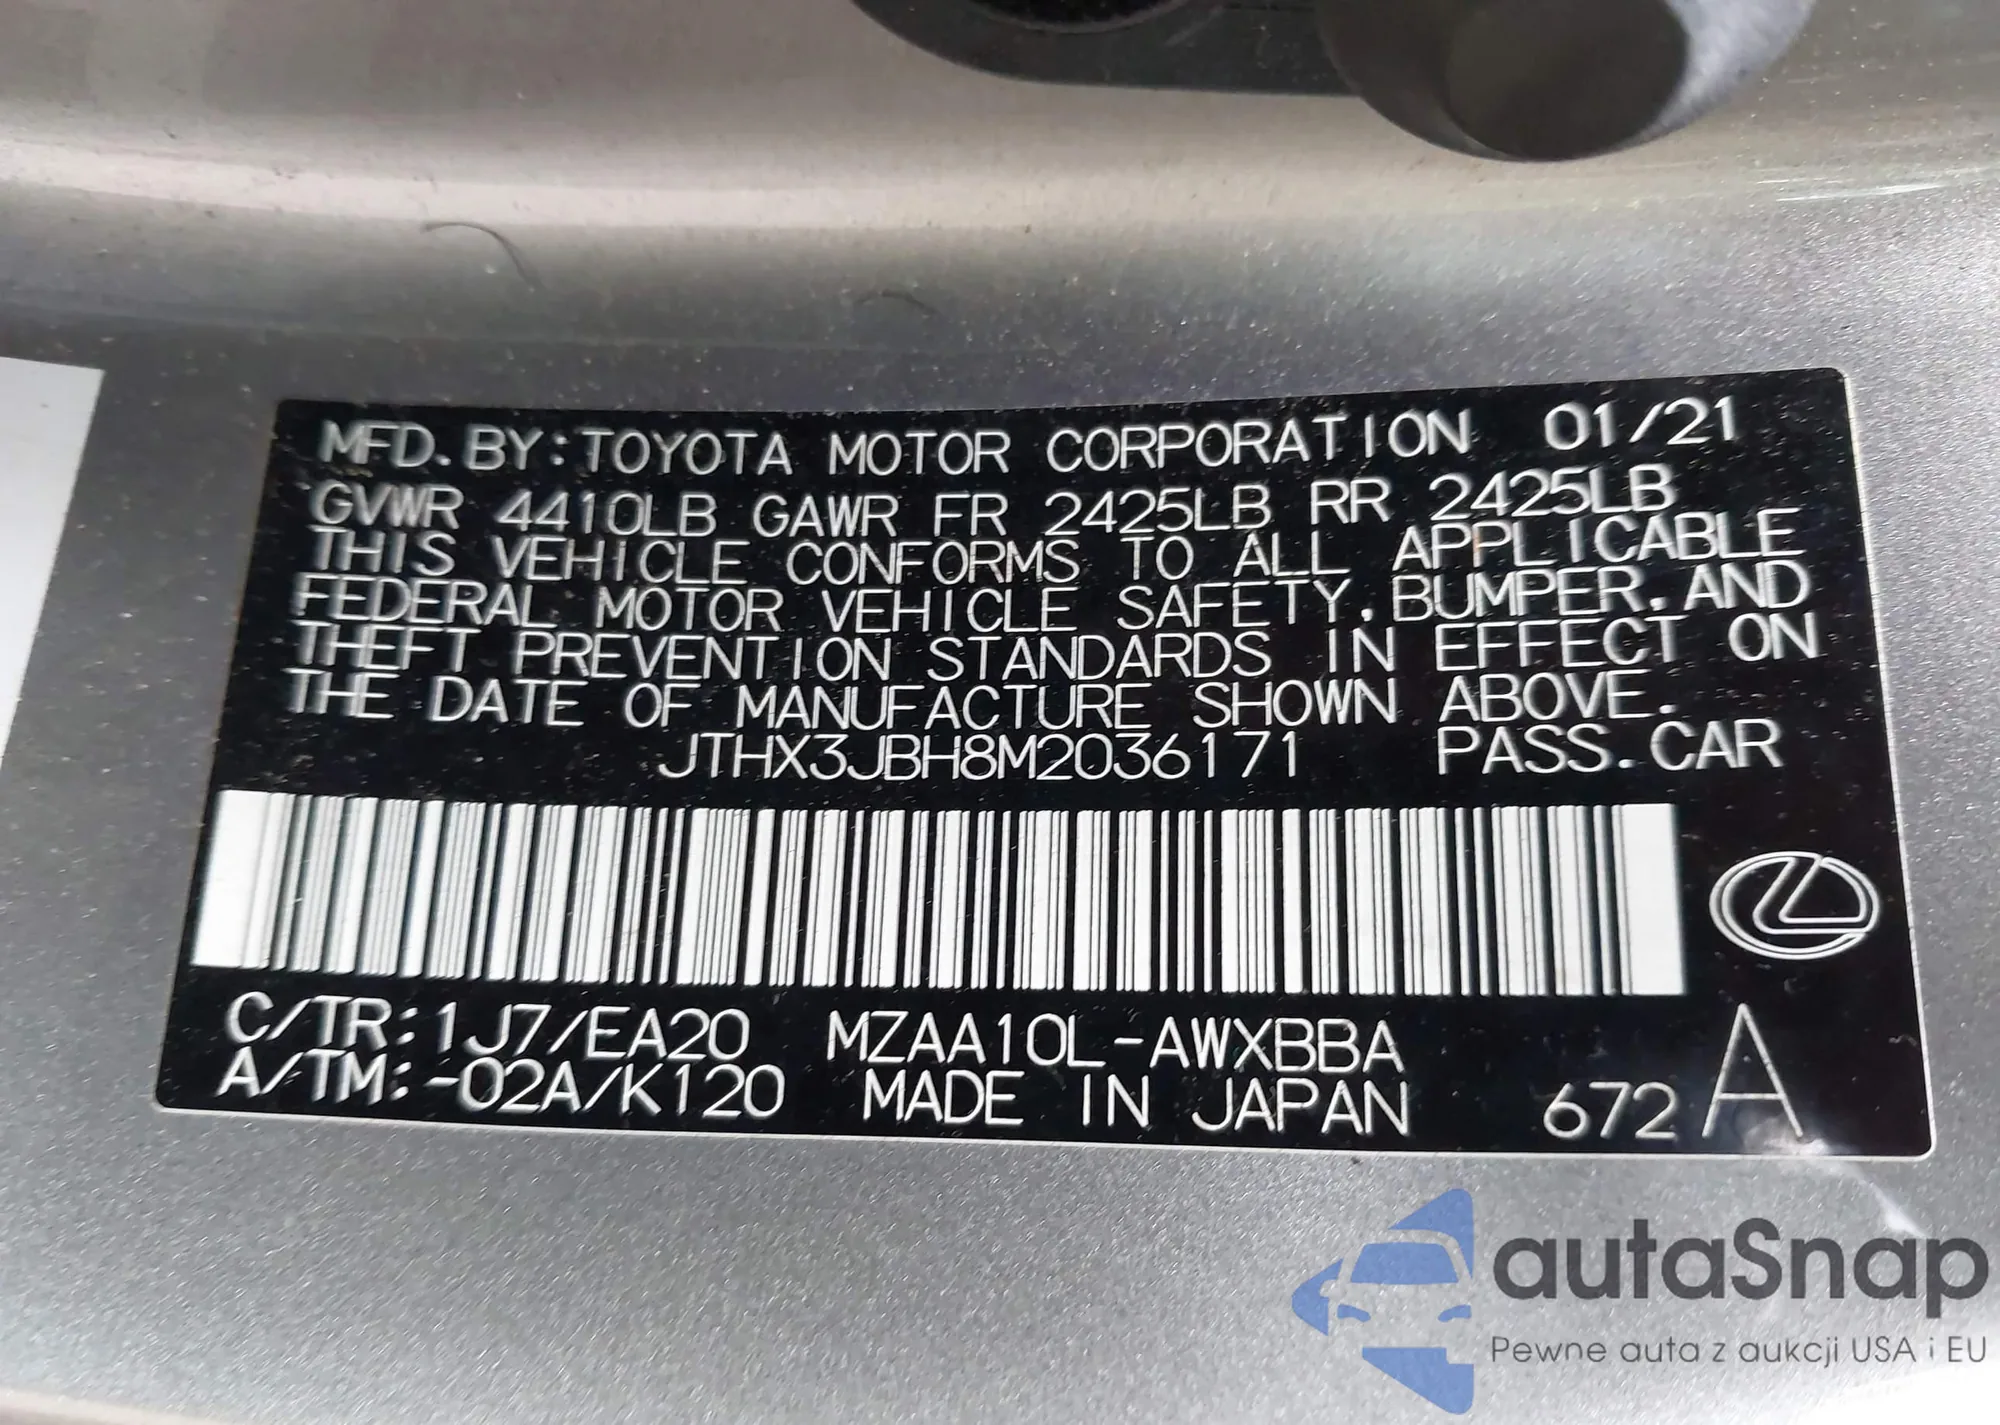 MFD.BY:TOYOTA MOTOR CORPORATION 01/21
GVWR 4410LB GAWR FR 2425LB RR 2425LB
THIS VEHICLE CONFORMS TO ALL APPLICABLE
FEDERAL MOTOR VEHICLE SAFETY,BUMPER,AND
THEFT PREVENTION STANDARDS IN EFFECT ON
THE DATE OF MANUFACTURE SHOWN ABOVE.
JTHX3JBH8M2036171 PASS.CAR
C/TR:1J7/EA20 MZAA10L-AWXBBA
A/TM:-02A/K120 MADE IN JAPAN 672 A
autaSnap
Pewne auta z aukcji USA i EU